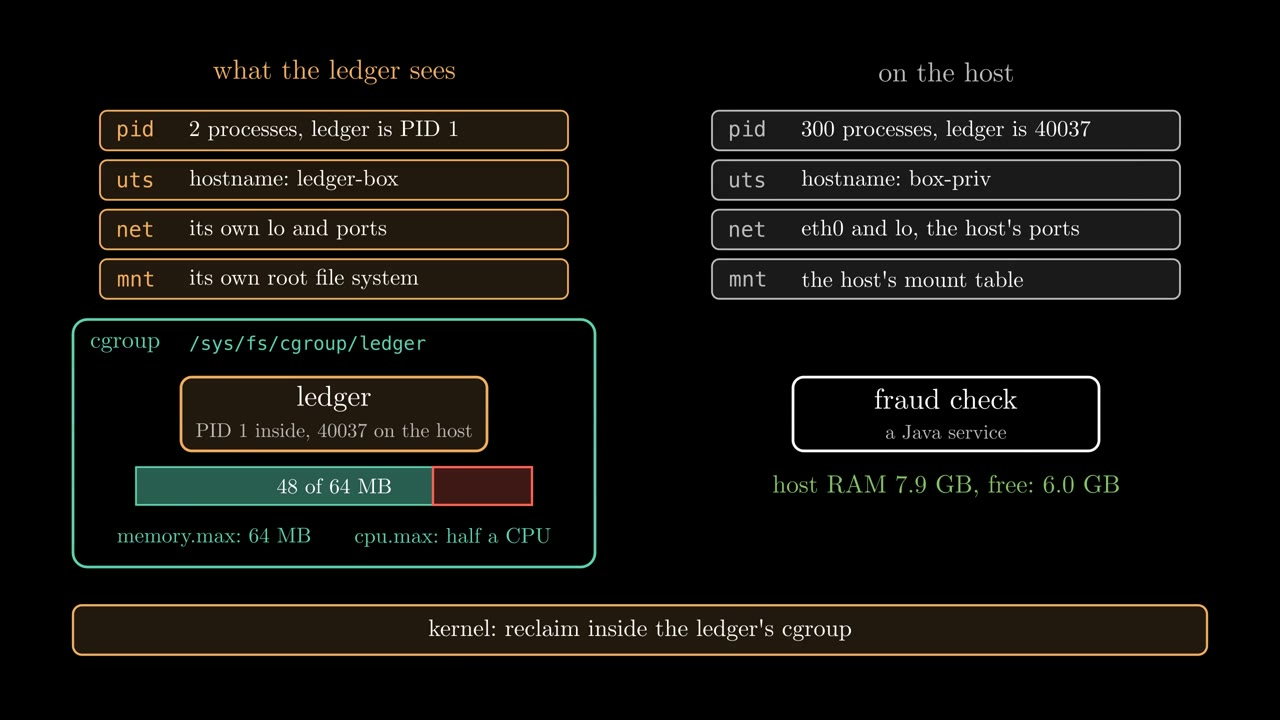 what the ledger sees
pid 2 processes, ledger is PID 1
uts hostname: ledger-box
net its own lo and ports
mnt its own root file system
cgroup /sys/fs/cgroup/ledger
ledger
PID 1 inside, 40037 on the host
48 of 64 MB
memory.max: 64 MB cpu.max: half a CPU
on the host
pid 300 processes, ledger is 40037
uts hostname: box-priv
net eth0 and lo, the host's ports
mnt the host's mount table
fraud check
a Java service
host RAM 7.9 GB, free: 6.0 GB
kernel: reclaim inside the ledger's cgroup